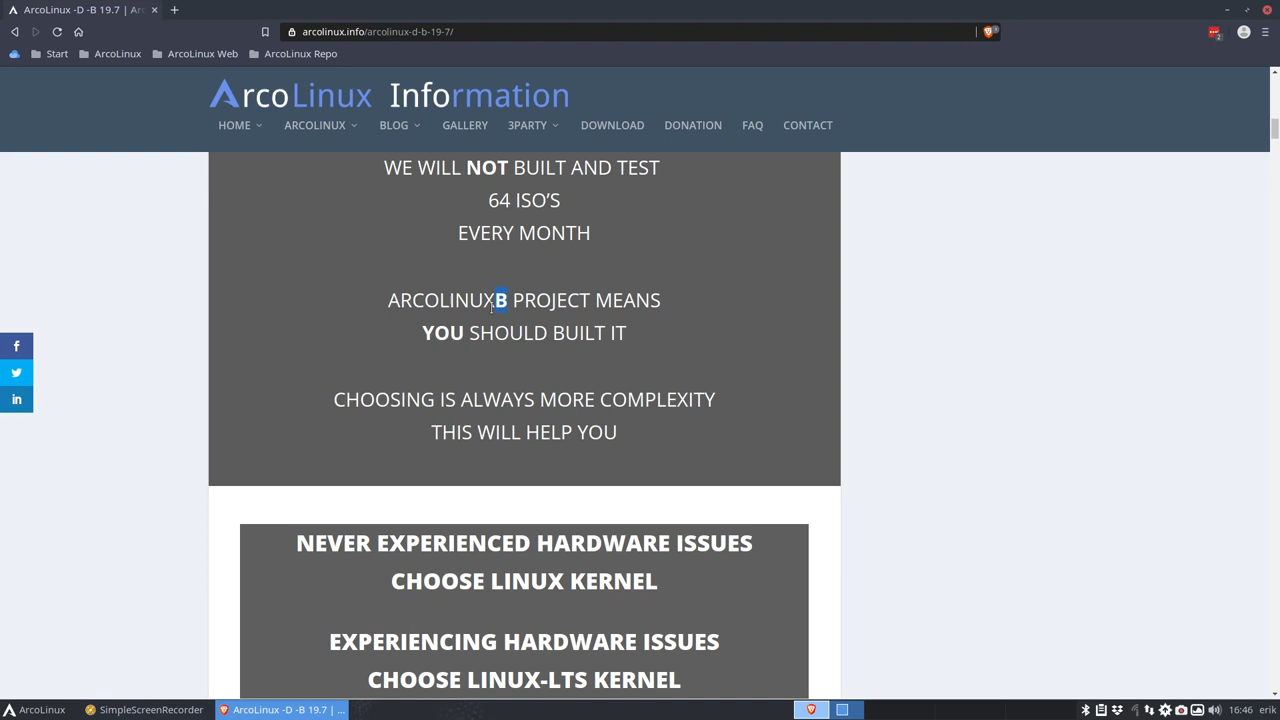 ArcoLinux -D -B 19.7 | Arc
arcolinux.info/arcolinux-d-b-19-7/
2
Start
ArcoLinux
ArcoLinux Web
ArcoLinux Repo
ArcoLinux Information
HOME
ARCOLINUX
BLOG
GALLERY
3PARTY
DOWNLOAD
DONATION
FAQ
CONTACT
WE WILL NOT BUILT AND TEST
64 ISO’S
EVERY MONTH
ARCOLINUXB PROJECT MEANS
YOU SHOULD BUILT IT
CHOOSING IS ALWAYS MORE COMPLEXITY
THIS WILL HELP YOU
NEVER EXPERIENCED HARDWARE ISSUES
CHOOSE LINUX KERNEL
EXPERIENCING HARDWARE ISSUES
CHOOSE LINUX-LTS KERNEL
f
in
ArcoLinux
SimpleScreenRecorder
ArcoLinux -D -B 19.7 | ...
16:46
erik